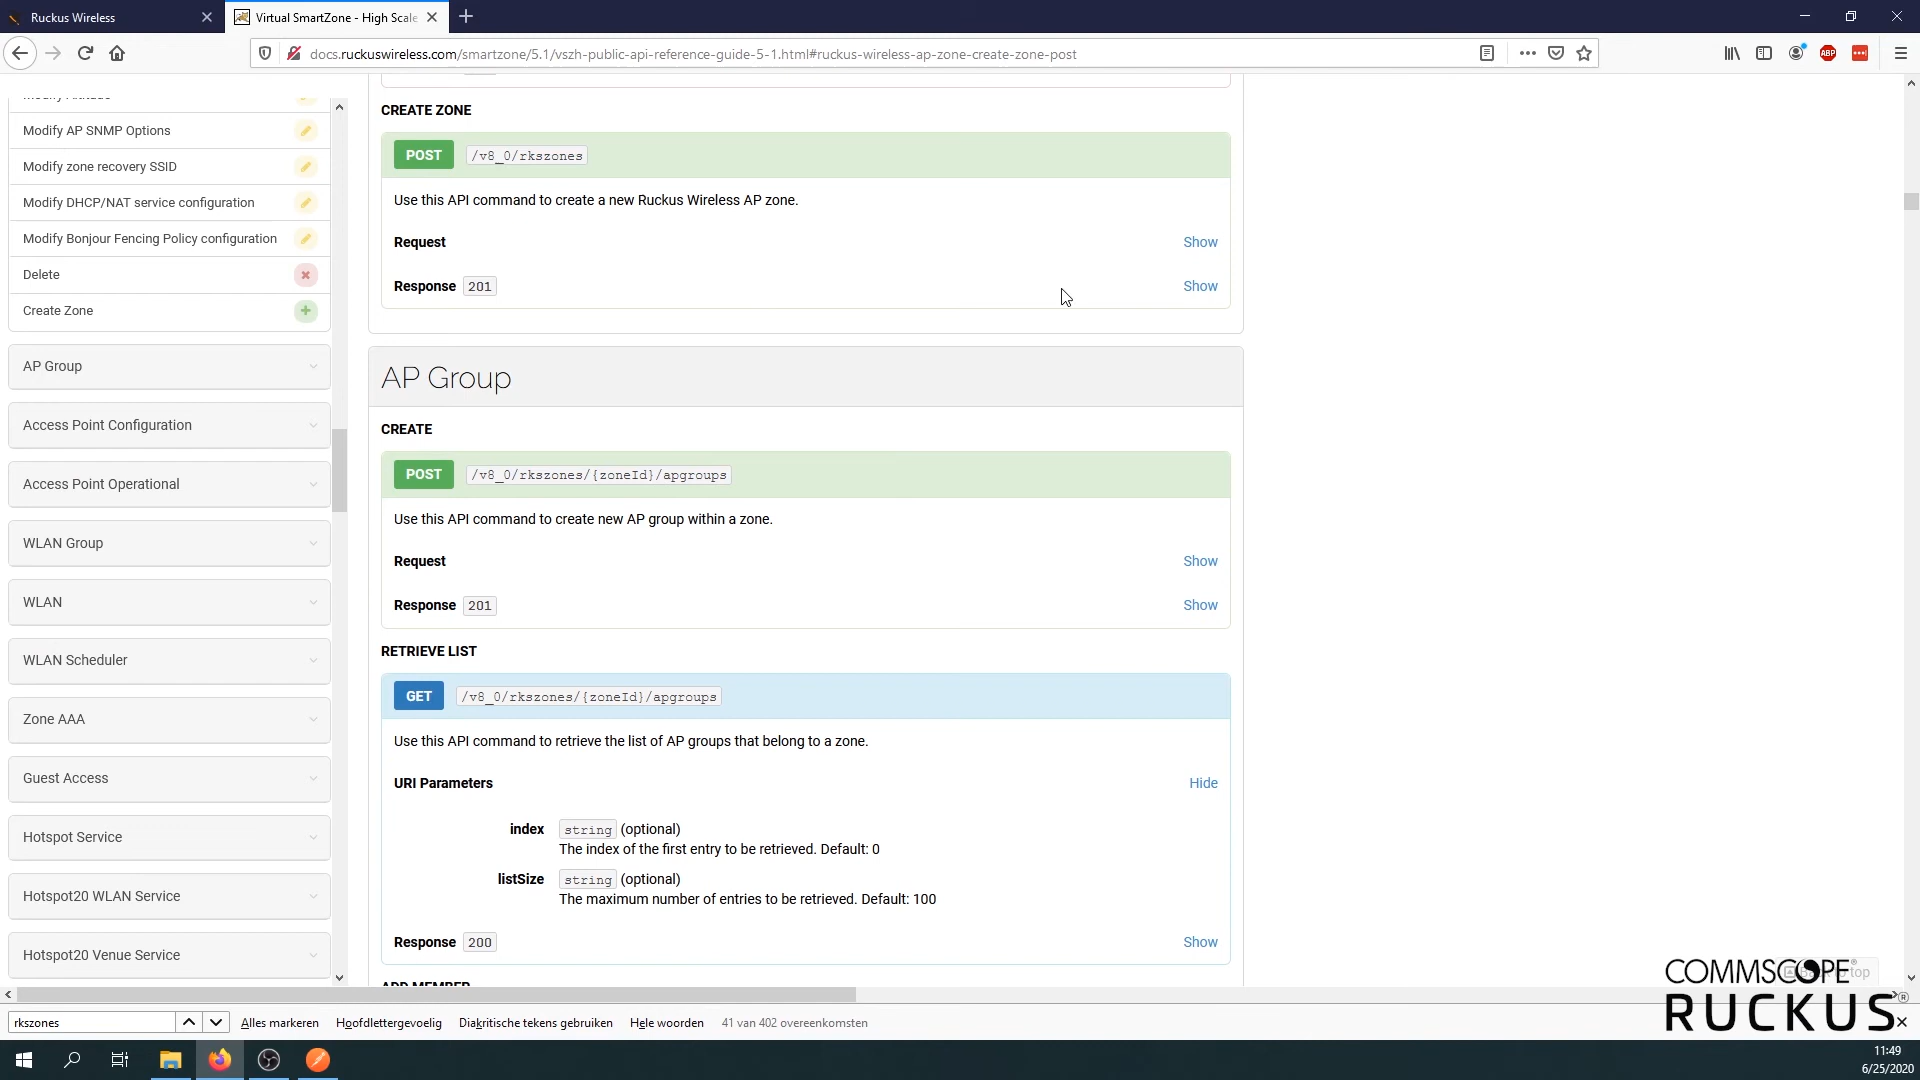 Ruckus Wireless
Virtual SmartZone - High Scale
docs.ruckuswireless.com/smartzone/5.1/vszh-public-api-reference-guide-5-1.html#ruckus-wireless-ap-zone-create-zone-post
ABP
Modify AP SNMP Options
Modify zone recovery SSID
Modify DHCP/NAT service configuration
Modify Bonjour Fencing Policy configuration
Delete
Create Zone
AP Group
Access Point Configuration
Access Point Operational
WLAN Group
WLAN
WLAN Scheduler
Zone AAA
Guest Access
Hotspot Service
Hotspot20 WLAN Service
Hotspot20 Venue Service
CREATE ZONE
POST /v8_0/rkszones
Use this API command to create a new Ruckus Wireless AP zone.
Request Show
Response 201 Show
AP Group
CREATE
POST /v8_0/rkszones/{zoneId}/apgroups
Use this API command to create new AP group within a zone.
Request Show
Response 201 Show
RETRIEVE LIST
GET /v8_0/rkszones/{zoneId}/apgroups
Use this API command to retrieve the list of AP groups that belong to a zone.
URI Parameters Hide
index string (optional)
The index of the first entry to be retrieved. Default: 0
listSize string (optional)
The maximum number of entries to be retrieved. Default: 100
Response 200 Show
ADD MEMBER
COMMSCOPE®
RUCKUS®
rkszones
Alles markeren Hoofdlettergevoelig Diakritische tekens gebruiken Hele woorden 41 van 402 overeenkomsten
11:49
6/25/2020